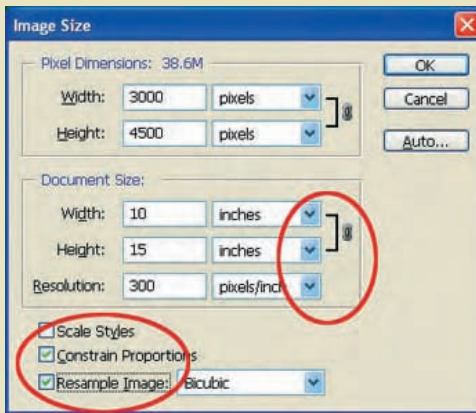 Image Size
Pixel Dimensions: 38.6M
OK
Width: 3000 pixels
Cancel
Height: 4500 pixels
Auto...
Document Size:
Width: 10 inches
Height: 15 inches
Resolution: 300 pixels/inch
Scale Styles
Constrain Proportions
Resample Image: Bicubic